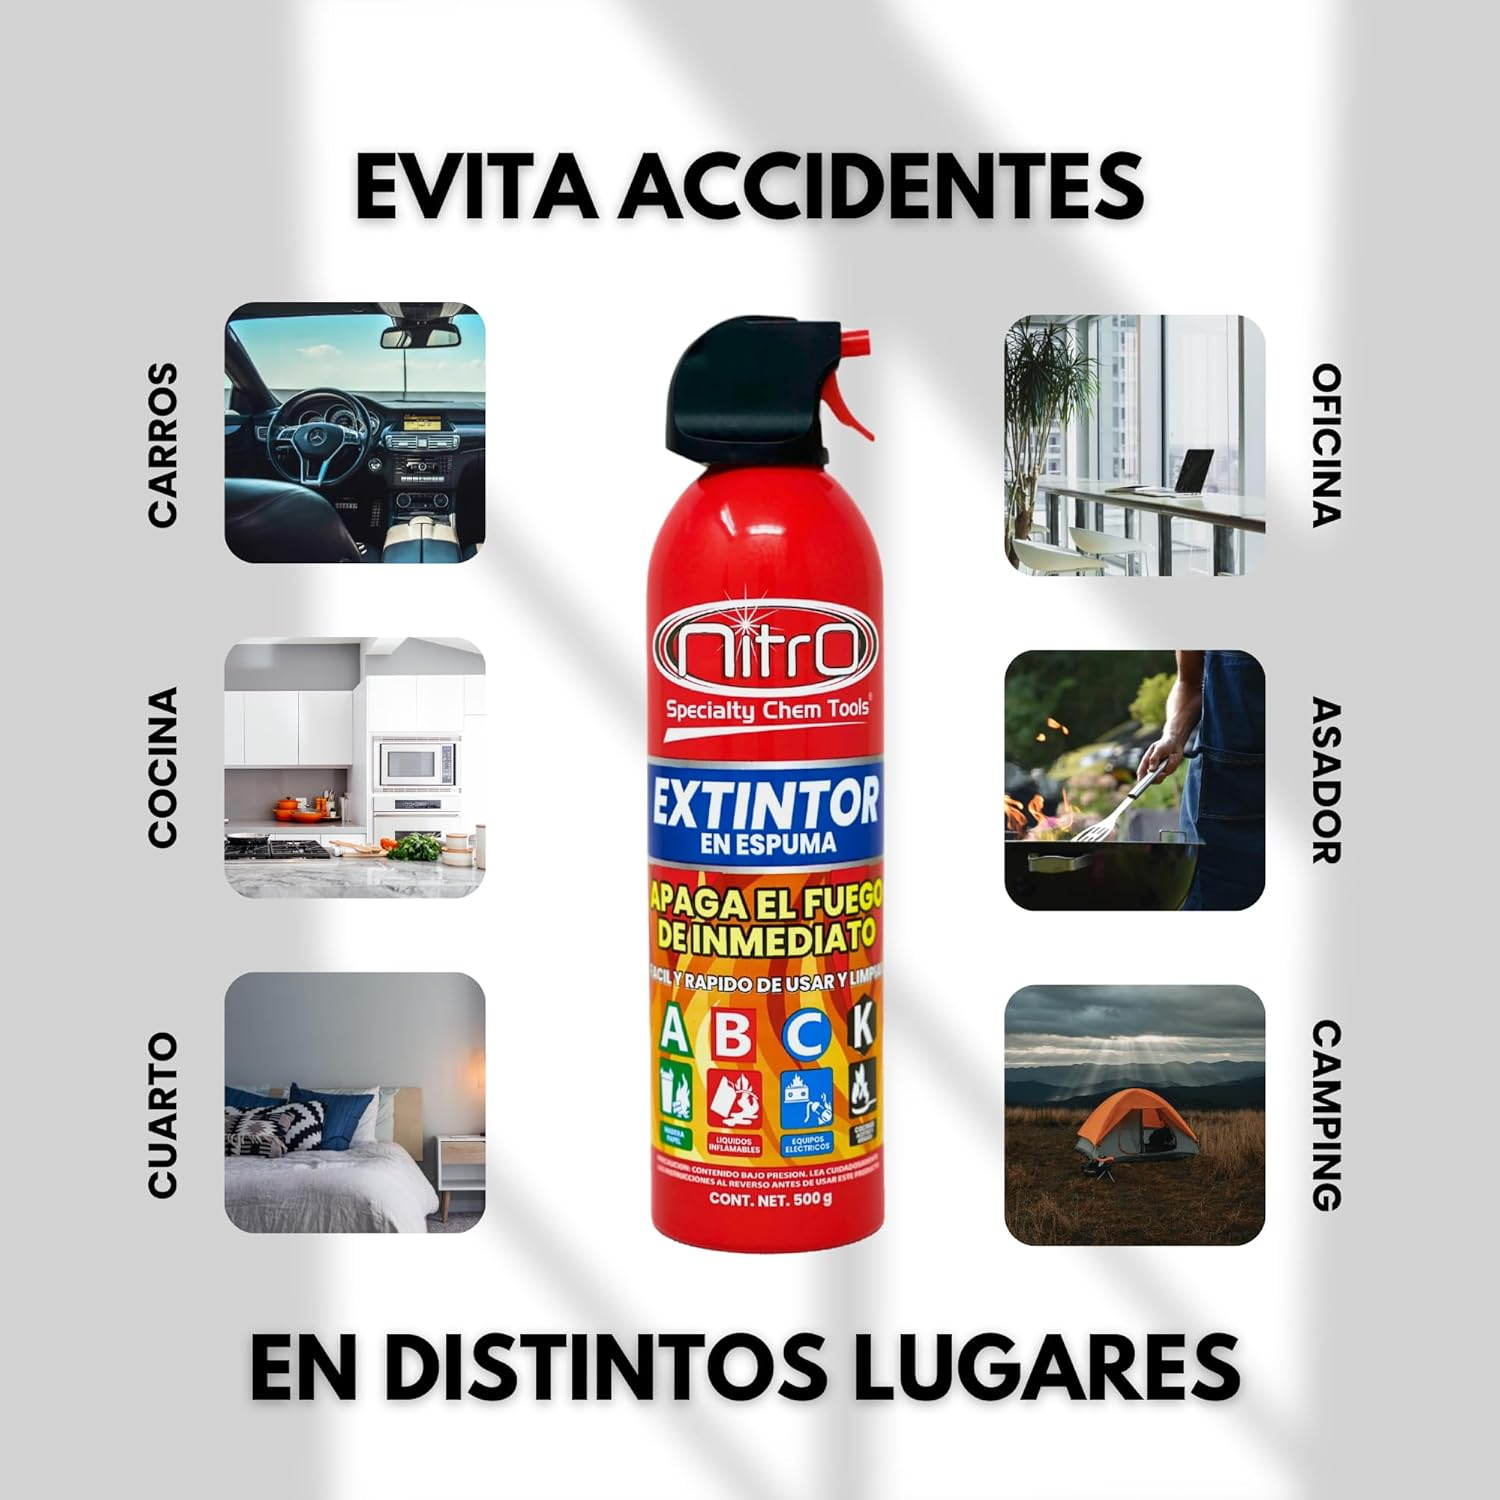 EVITA ACCIDENTES
CARROS
COCINA
CUARTO
nitro
Specialty Chem Tools®
EXTINTOR
EN ESPUMA
APAGA EL FUEGO
DE INMEDIATO
FACIL Y RAPIDO DE USAR Y LIMPIAR
A B C K
MADERA
PAPEL
LIQUIDOS
INFLAMABLES
EQUIPOS
ELECTRICOS
PRECAUCION: CONTENIDO BAJO PRESION. LEA CUIDADOSAMENTE
LAS INSTRUCCIONES AL REVERSO ANTES DE USAR ESTE PRODUCTO
CONT. NET. 500 g
OFICINA
ASADOR
CAMPING
EN DISTINTOS LUGARES